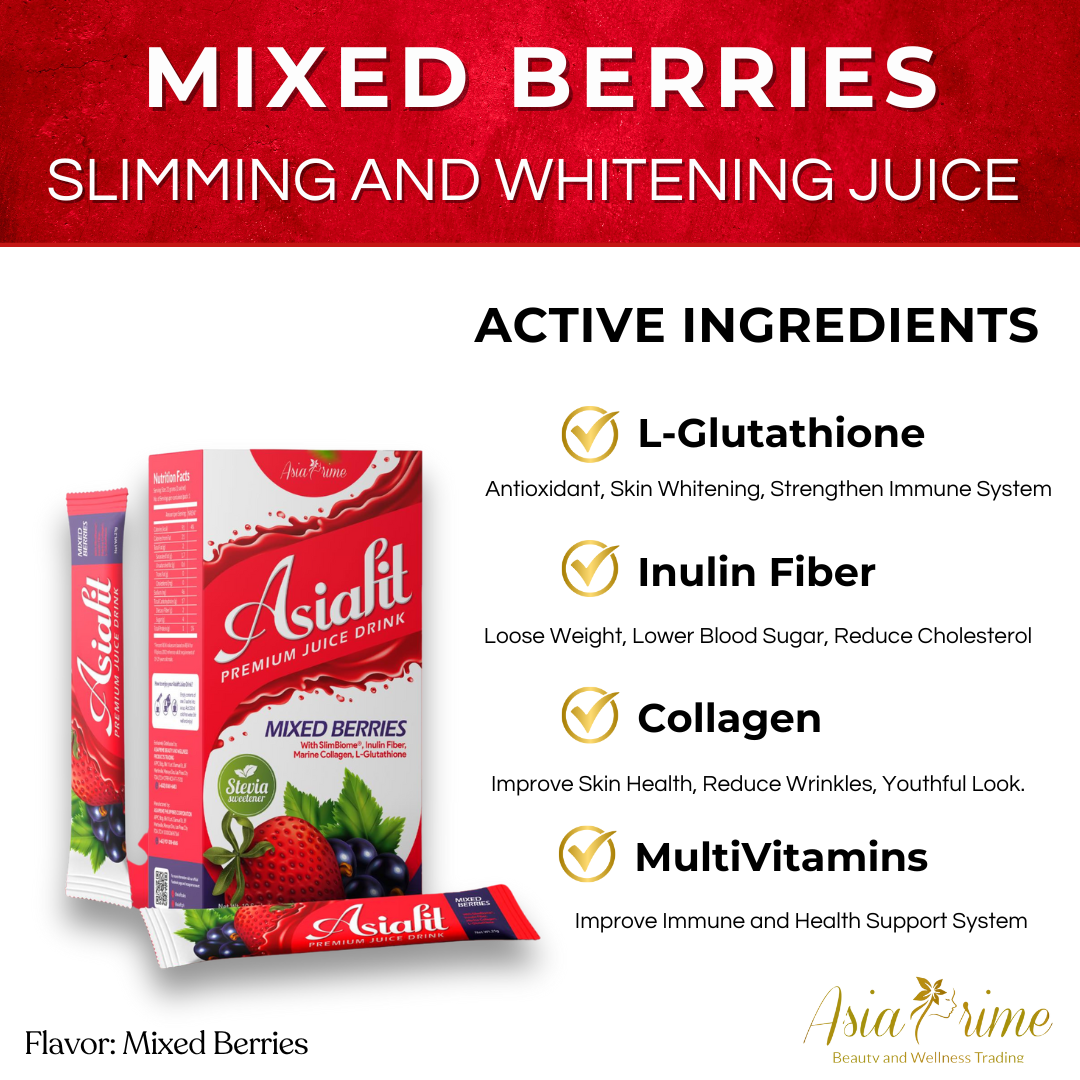 MIXED BERRIES
SLIMMING AND WHITENING JUICE
ACTIVE INGREDIENTS
L-Glutathione
Antioxidant, Skin Whitening, Strengthen Immune System
Inulin Fiber
Loose Weight, Lower Blood Sugar, Reduce Cholesterol
Collagen
Improve Skin Health, Reduce Wrinkles, Youthful Look.
MultiVitamins
Improve Immune and Health Support System
MIXED
BERRIES
Asiafit
PREMIUM JUICE DRINK
Nutrition Facts
Asia Prime
Asiafit
PREMIUM JUICE DRINK
MIXED BERRIES
With SlimBiome®, Inulin Fiber,
Marine Collagen, L-Glutathione
Stevia
sweetener
Asiafit
PREMIUM JUICE DRINK
MIXED
BERRIES
Net Wt. 21g
Flavor: Mixed Berries
Asia Prime
Beauty and Wellness Trading